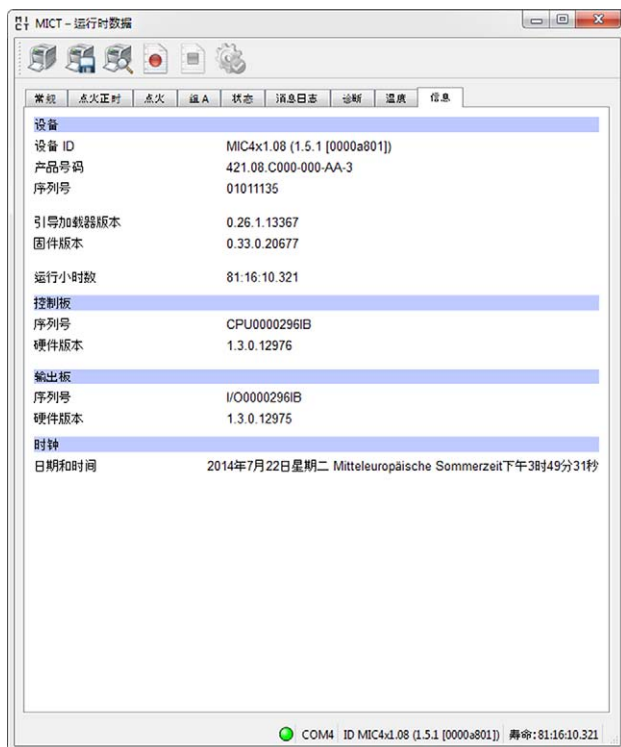 MICT – 运行时数据
常规 点火正时 点火 组 A 状态 消息日志 诊断 温度 信息
设备
设备 ID MIC4x1.08 (1.5.1 [0000a801])
产品号码 421.08.C000-000-AA-3
序列号 01011135
引导加载器版本 0.26.1.13367
固件版本 0.33.0.20677
运行小时数 81:16:10.321
控制板
序列号 CPU0000296IB
硬件版本 1.3.0.12976
输出板
序列号 I/O0000296IB
硬件版本 1.3.0.12975
时钟
日期和时间 2014年7月22日星期二 Mitteleuropäische Sommerzeit下午3时49分31秒
COM4 ID MIC4x1.08 (1.5.1 [0000a801]) 寿命:81:16:10.321